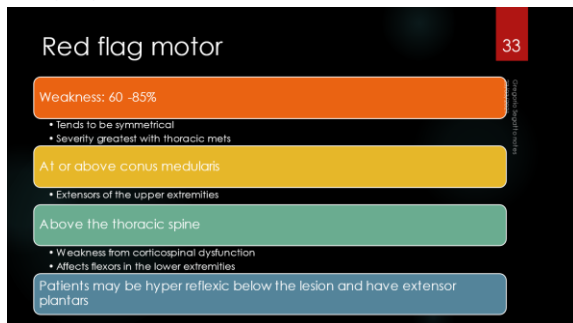 Red flag motor
33
Weakness: 60 -85%
• Tends to be symmetrical
• Severity greatest with thoracic mets
At or above conus medularis
• Extensors of the upper extremities
Above the thoracic spine
• Weakness from corticospinal dysfunction
• Affects flexors in the lower extremities
Patients may be hyper reflexic below the lesion and have extensor
plantars